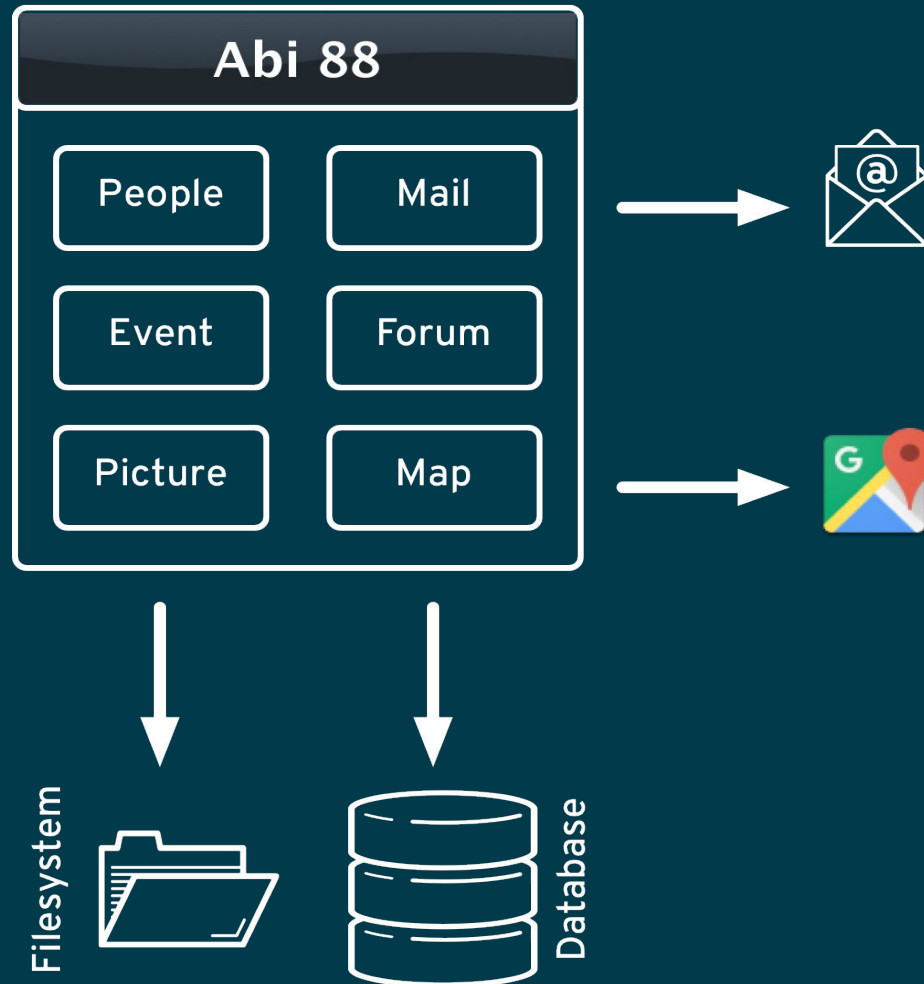 Abi 88
People
Mail
Event
Forum
Picture
Map
@
G
Filesystem
Database